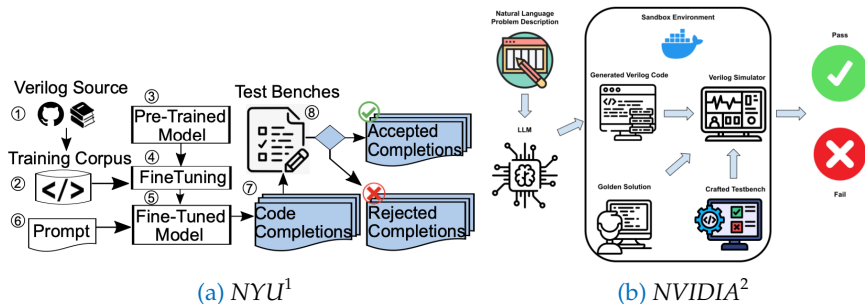 Verilog Source
①
③
Pre-Trained
Model
Training Corpus
②
</>
④
FineTuning
⑤
Fine-Tuned
Model
⑥
Prompt
⑦
Code
Completions
Test Benches
⑧
Accepted
Completions
Rejected
Completions
(a) NYU¹
Natural Language
Problem Description
LLM
Sandbox Environment
Generated Verilog Code
Verilog Simulator
Golden Solution
Crafted Testbench
Pass
Fail
(b) NVIDIA²